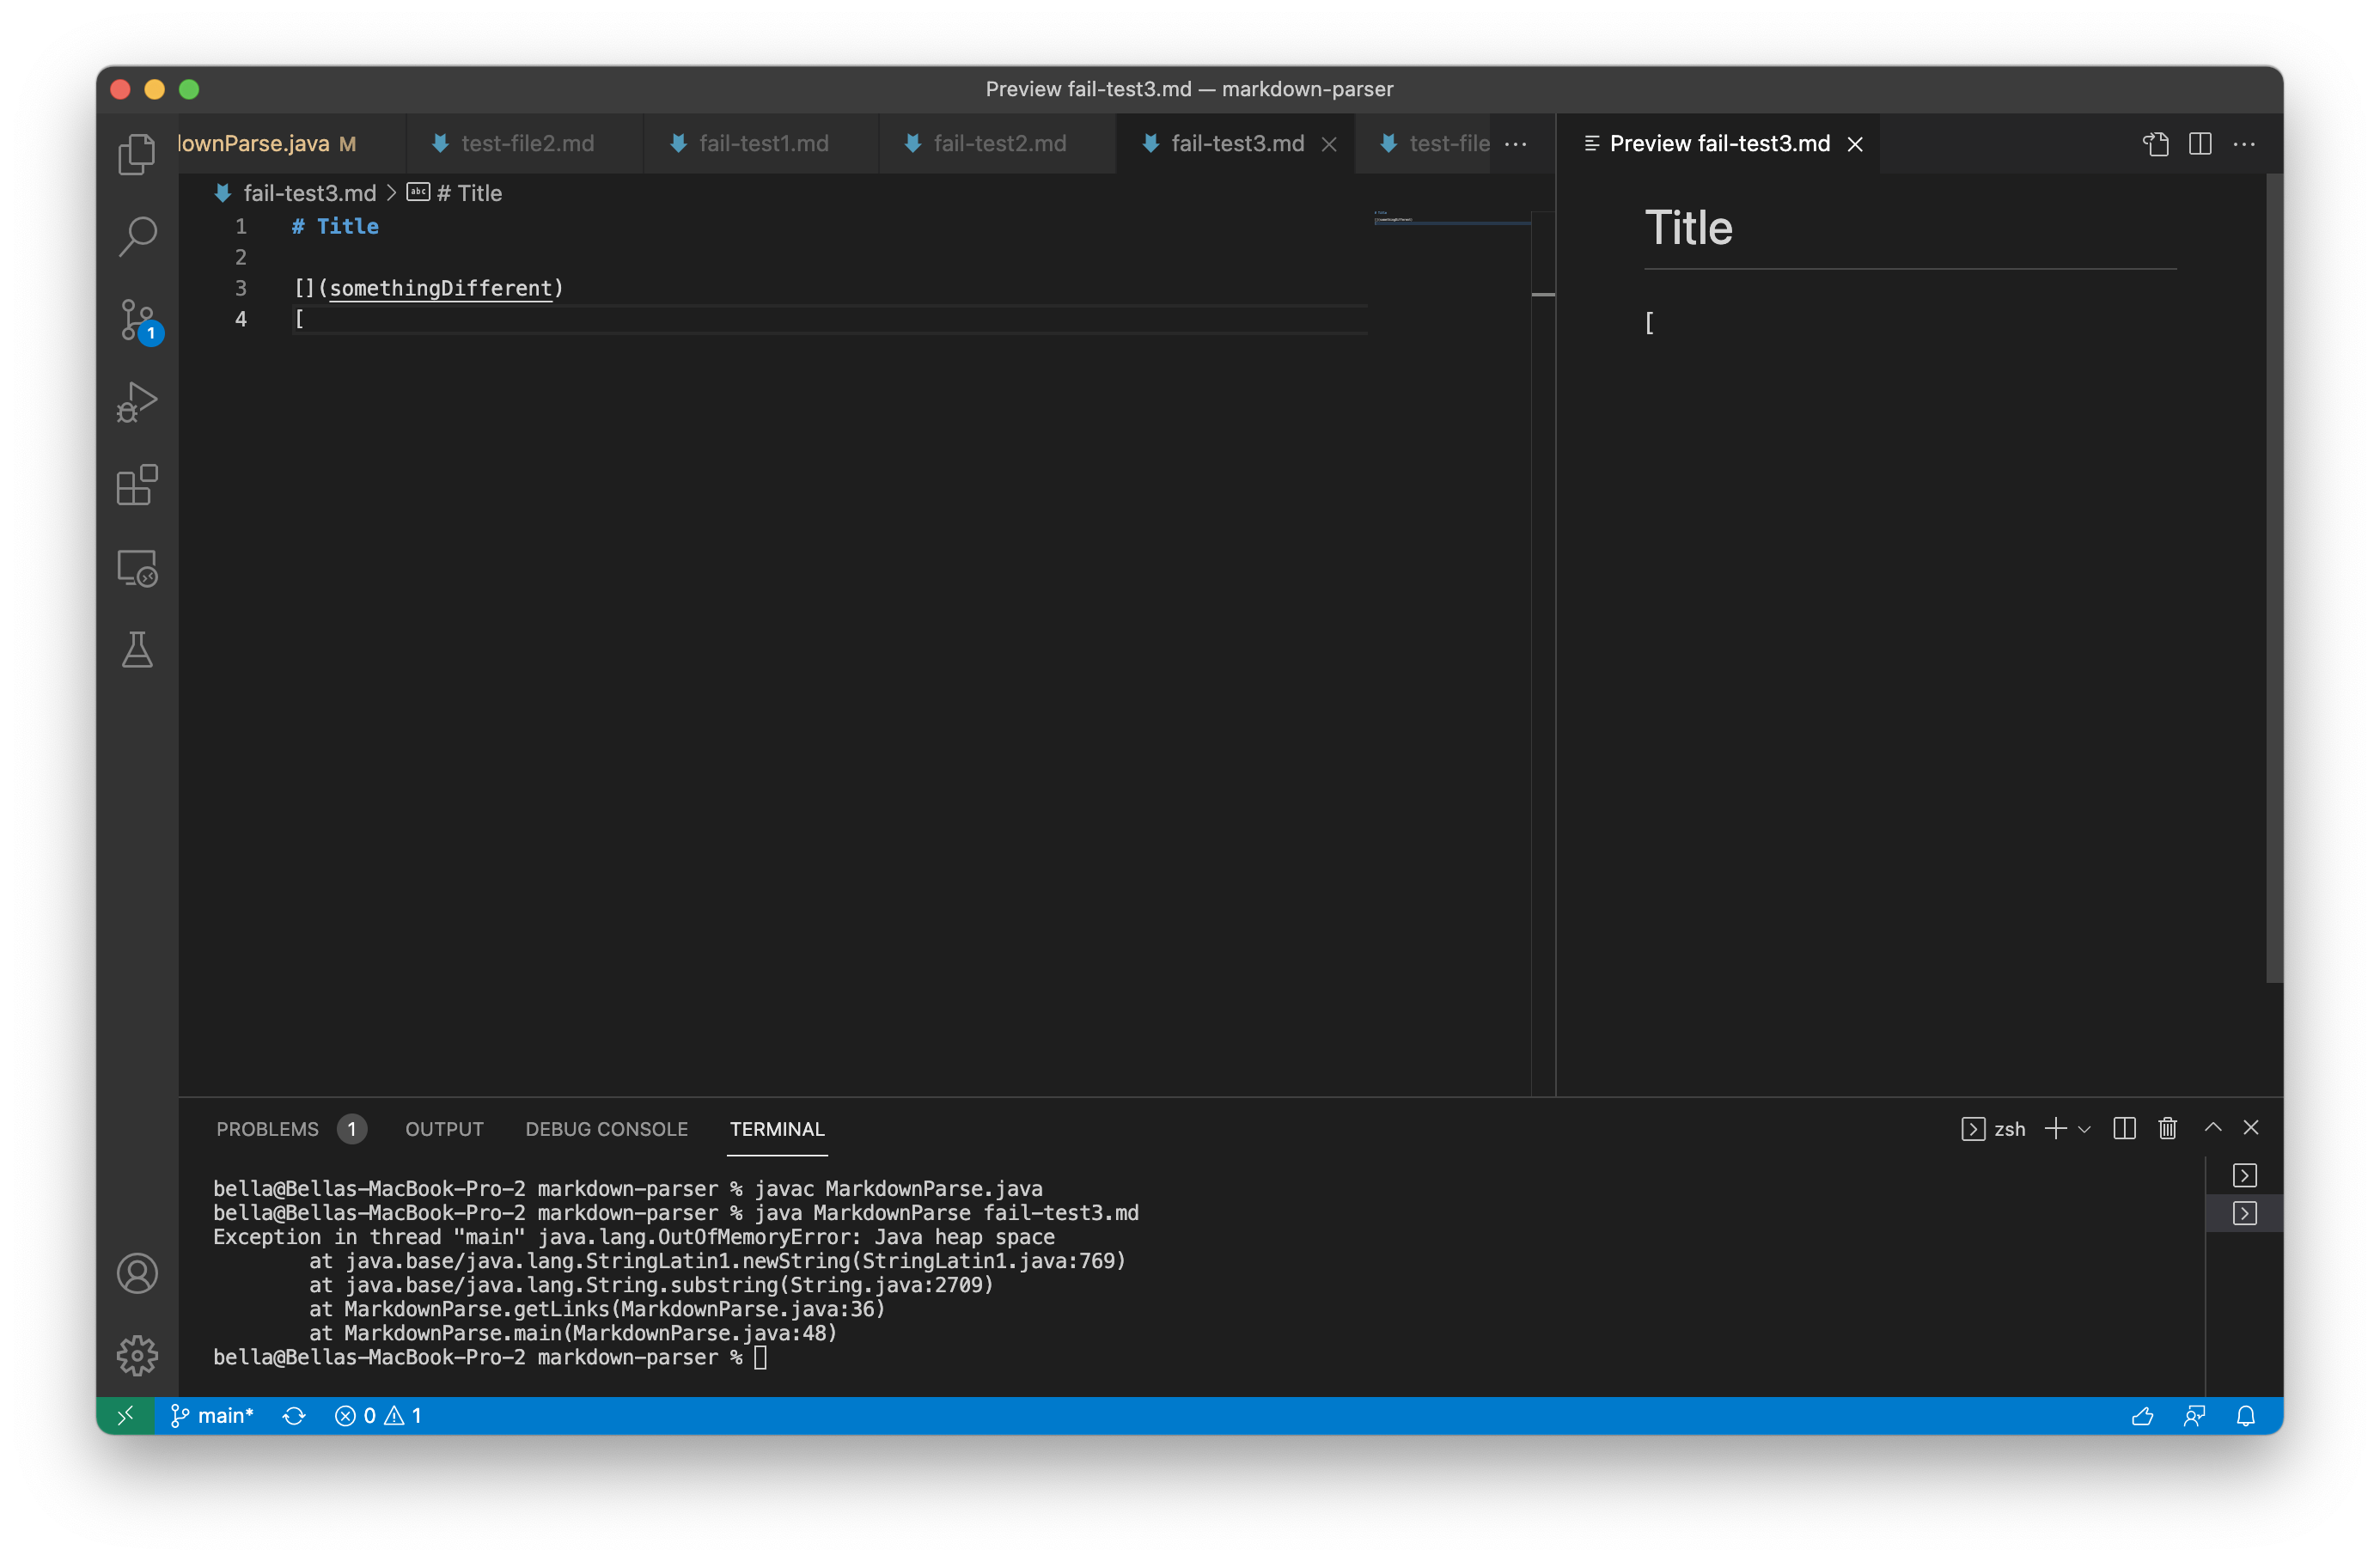 Preview fail-test3.md — markdown-parser
downParse.java M
test-file2.md
fail-test1.md
fail-test2.md
fail-test3.md
test-file
Preview fail-test3.md
fail-test3.md > abc # Title
1 # Title
2
3 [](somethingDifferent)
4 [
Title
[
1
PROBLEMS 1 OUTPUT DEBUG CONSOLE TERMINAL
zsh
bella@Bellas-MacBook-Pro-2 markdown-parser % javac MarkdownParse.java
bella@Bellas-MacBook-Pro-2 markdown-parser % java MarkdownParse fail-test3.md
Exception in thread "main" java.lang.OutOfMemoryError: Java heap space
at java.base/java.lang.StringLatin1.newString(StringLatin1.java:769)
at java.base/java.lang.String.substring(String.java:2709)
at MarkdownParse.getLinks(MarkdownParse.java:36)
at MarkdownParse.main(MarkdownParse.java:48)
bella@Bellas-MacBook-Pro-2 markdown-parser %
main* 0 1